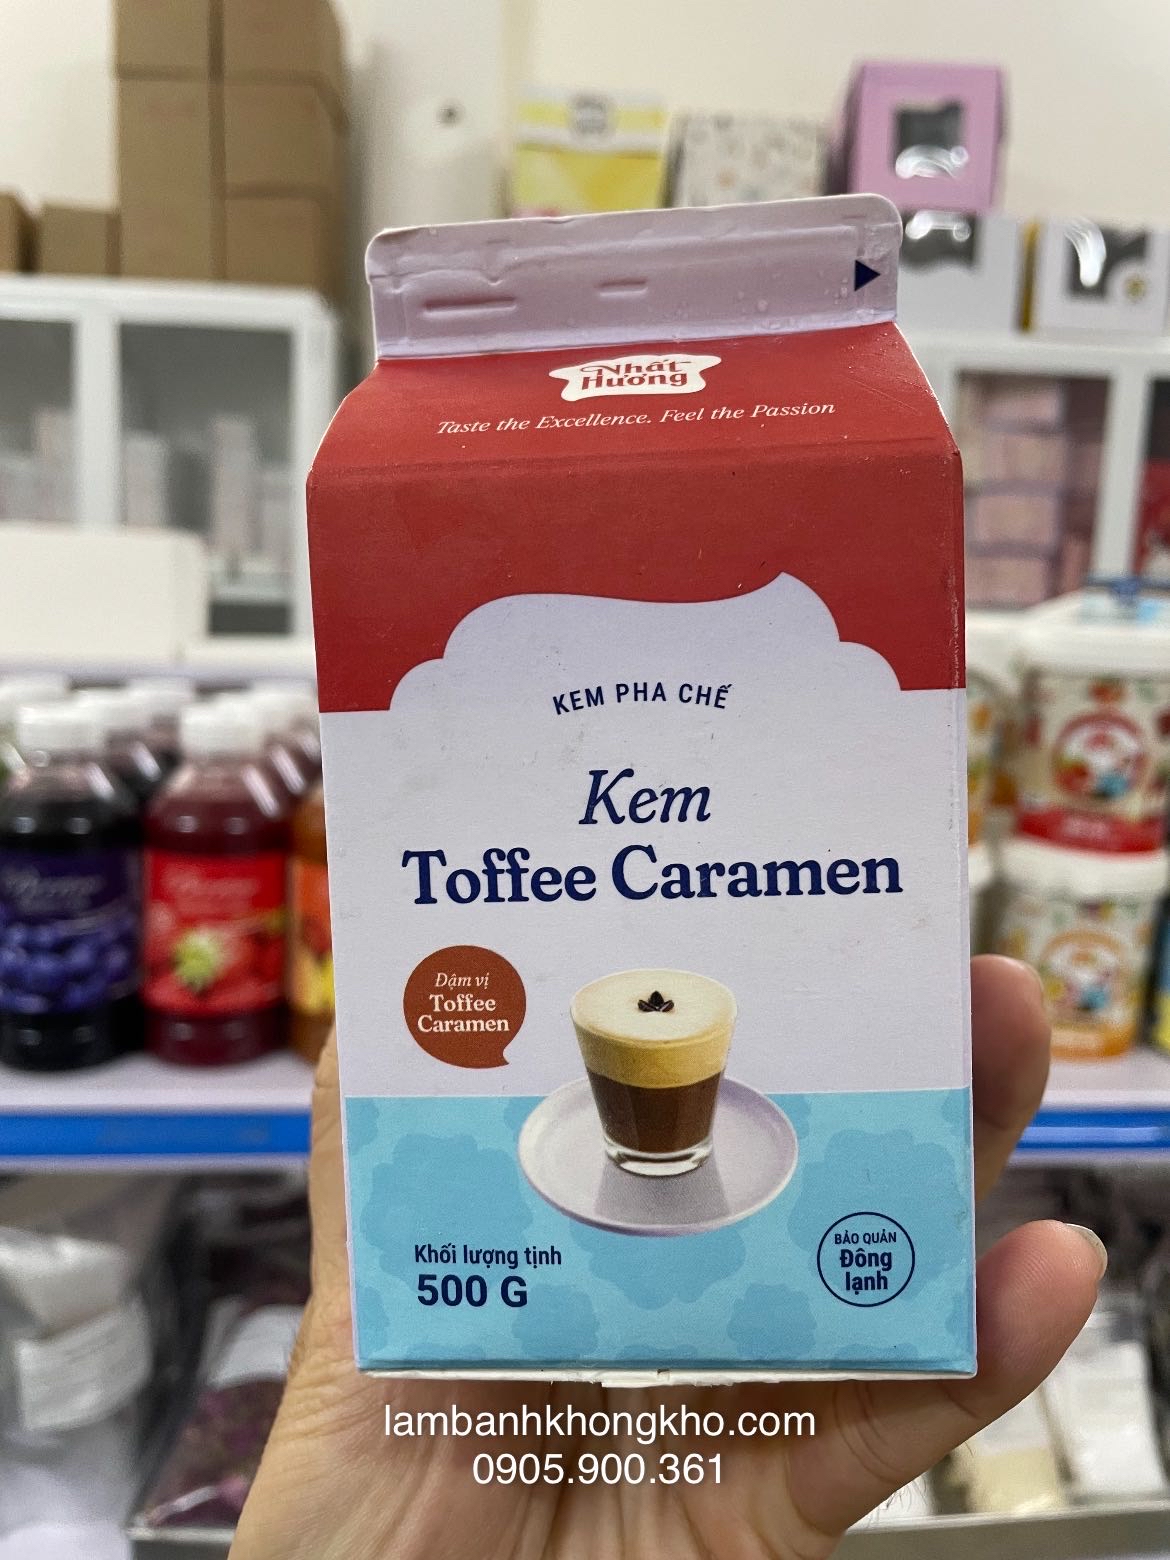 Nhất
Hương
Taste the Excellence. Feel the Passion
KEM PHA CHẾ
Kem
Toffee Caramen
Đậm vị
Toffee
Caramen
Khối lượng tịnh
500 G
BẢO QUẢN
Đông
lạnh
lambanhkhongkho.com
0905.900.361